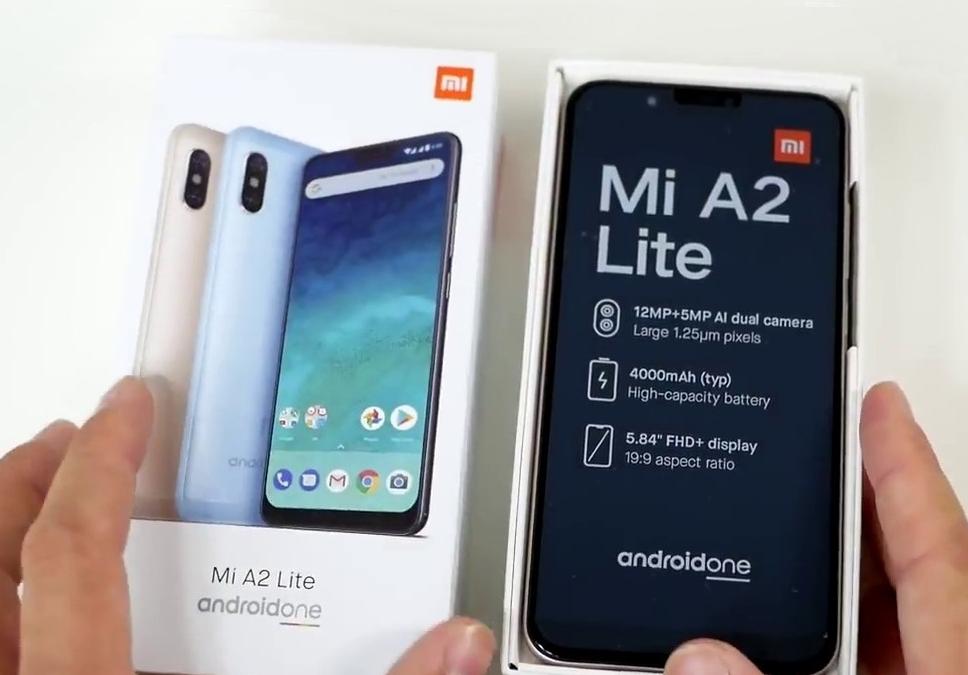 mi
Mi A2 Lite
androidone
mi
Mi A2
Lite
12MP+5MP AI dual camera
Large 1.25μm pixels
4000mAh (typ)
High-capacity battery
5.84" FHD+ display
19:9 aspect ratio
androidone